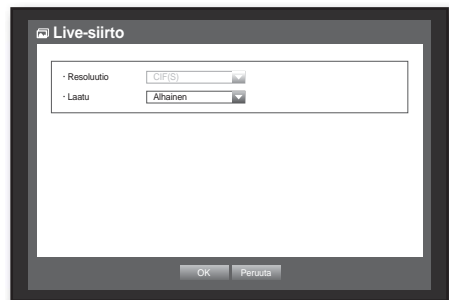 Live-siirto
· Resoluutio CIF(S)
· Laatu Alhainen
OK Peruuta